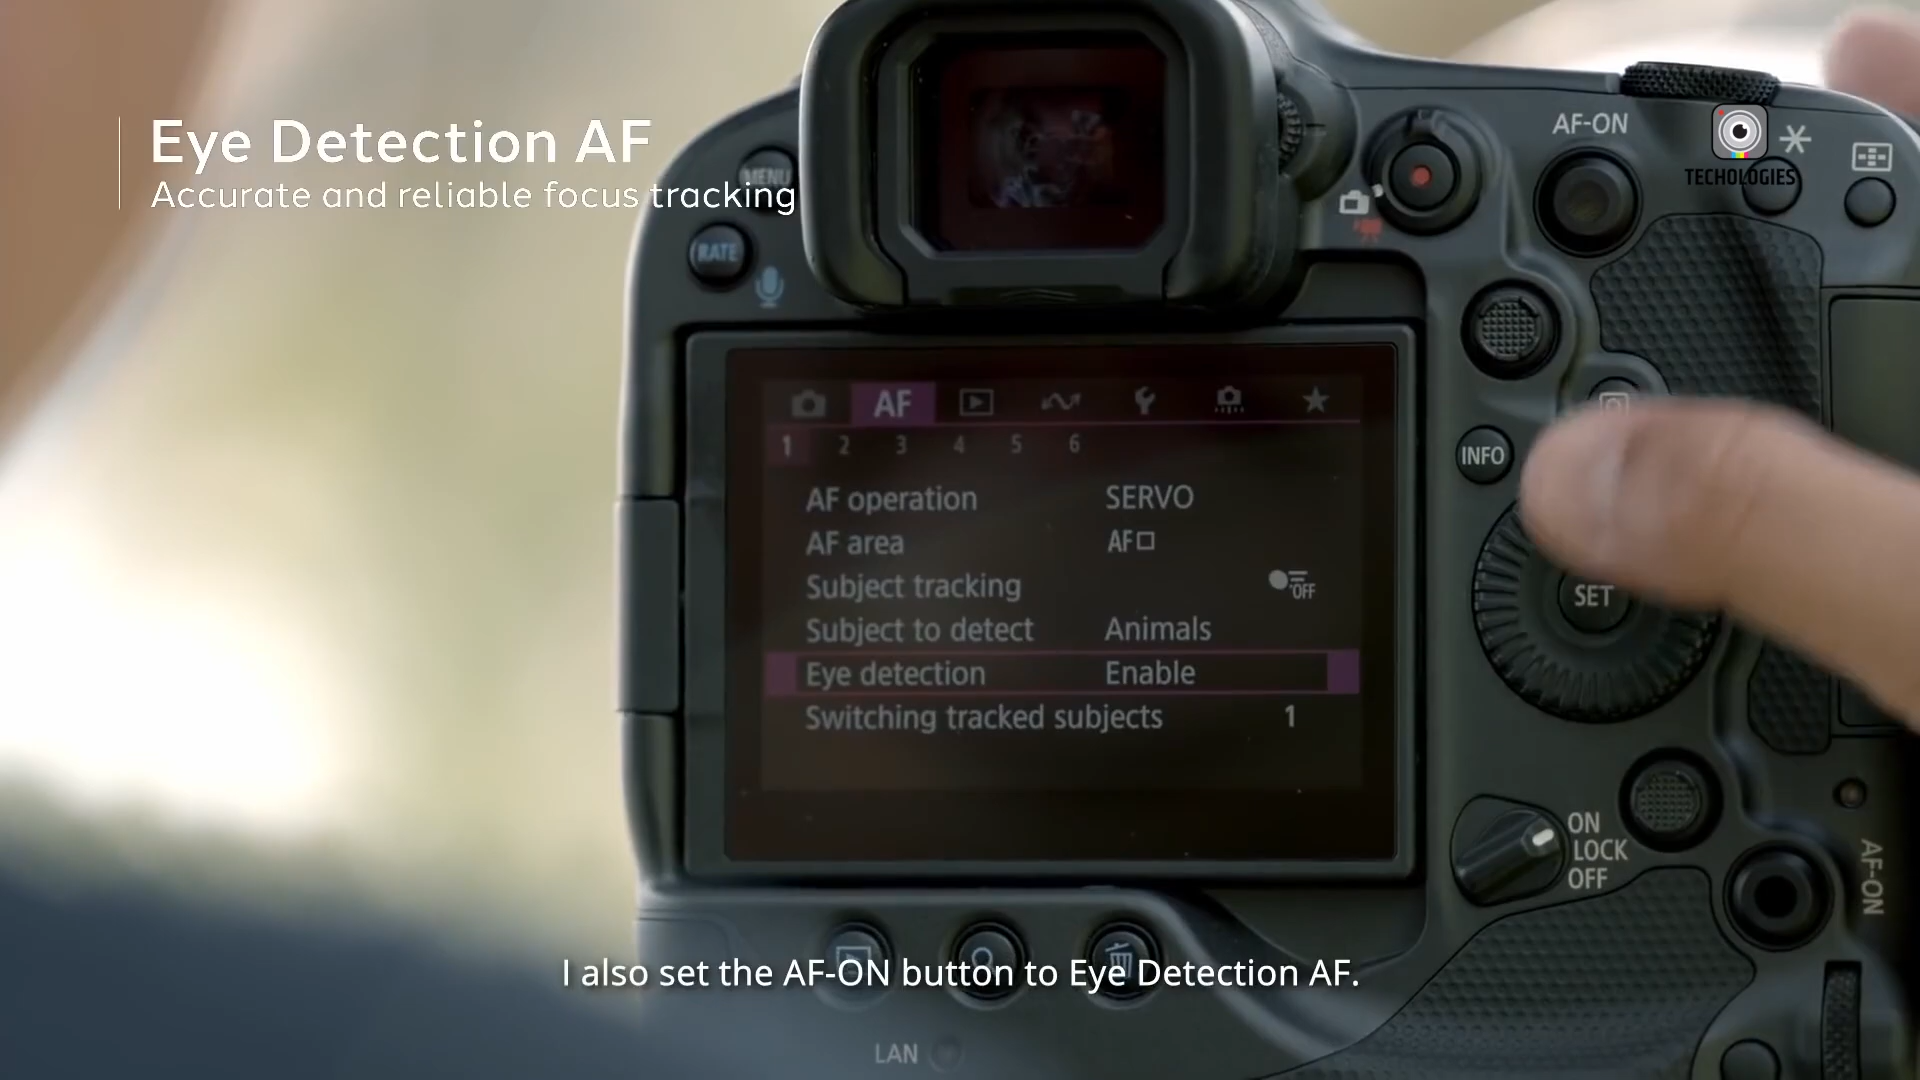 Eye Detection AF
Accurate and reliable focus tracking
MENU
RATE
AF-ON
TECHOLOGIES
AF
1 2 3 4 5 6
AF operation SERVO
AF area AF
Subject tracking OFF
Subject to detect Animals
Eye detection Enable
Switching tracked subjects 1
INFO
SET
ON
LOCK
OFF
AF-ON
I also set the AF-ON button to Eye Detection AF.
LAN